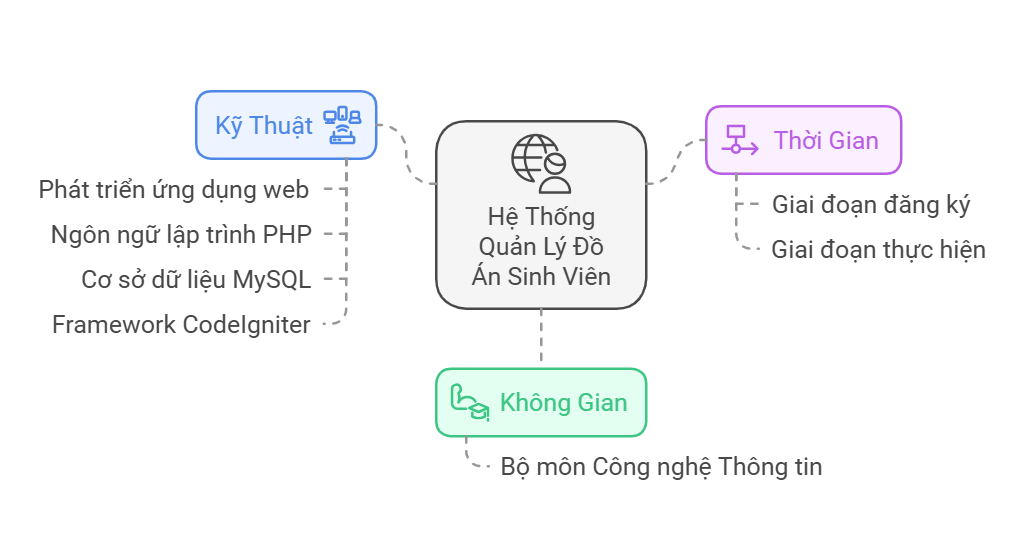 Kỹ Thuật
Phát triển ứng dụng web
Ngôn ngữ lập trình PHP
Cơ sở dữ liệu MySQL
Framework CodeIgniter
Hệ Thống
Quản Lý Đồ
Án Sinh Viên
Thời Gian
Giai đoạn đăng ký
Giai đoạn thực hiện
Không Gian
Bộ môn Công nghệ Thông tin